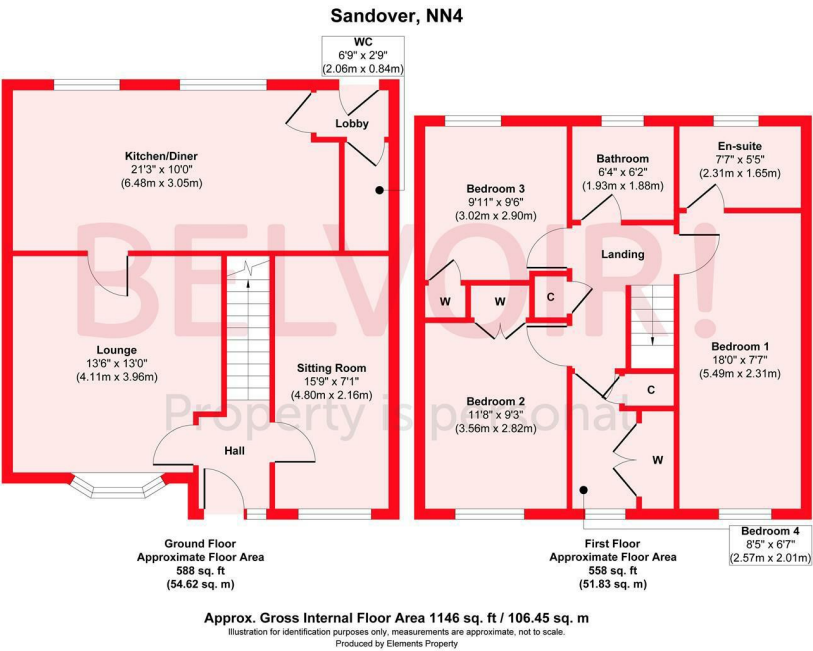 Sandover, NN4
WC
6'9" x 2'9"
(2.06m x 0.84m)
Lobby
Kitchen/Diner
21'3" x 10'0"
(6.48m x 3.05m)
Lounge
13'6" x 13'0"
(4.11m x 3.96m)
Sitting Room
15'9" x 7'1"
(4.80m x 2.16m)
Hall
Ground Floor
Approximate Floor Area
588 sq. ft
(54.62 sq. m)
En-suite
7'7" x 5'5"
(2.31m x 1.65m)
Bathroom
6'4" x 6'2"
(1.93m x 1.88m)
Bedroom 3
9'11" x 9'6"
(3.02m x 2.90m)
Landing
W
W
C
Bedroom 1
18'0" x 7'7"
(5.49m x 2.31m)
C
Bedroom 2
11'8" x 9'3"
(3.56m x 2.82m)
W
Bedroom 4
8'5" x 6'7"
(2.57m x 2.01m)
First Floor
Approximate Floor Area
558 sq. ft
(51.83 sq. m)
BELVOIR!
Property is personal
Approx. Gross Internal Floor Area 1146 sq. ft / 106.45 sq. m
Illustration for identification purposes only, measurements are approximate, not to scale.
Produced by Elements Property